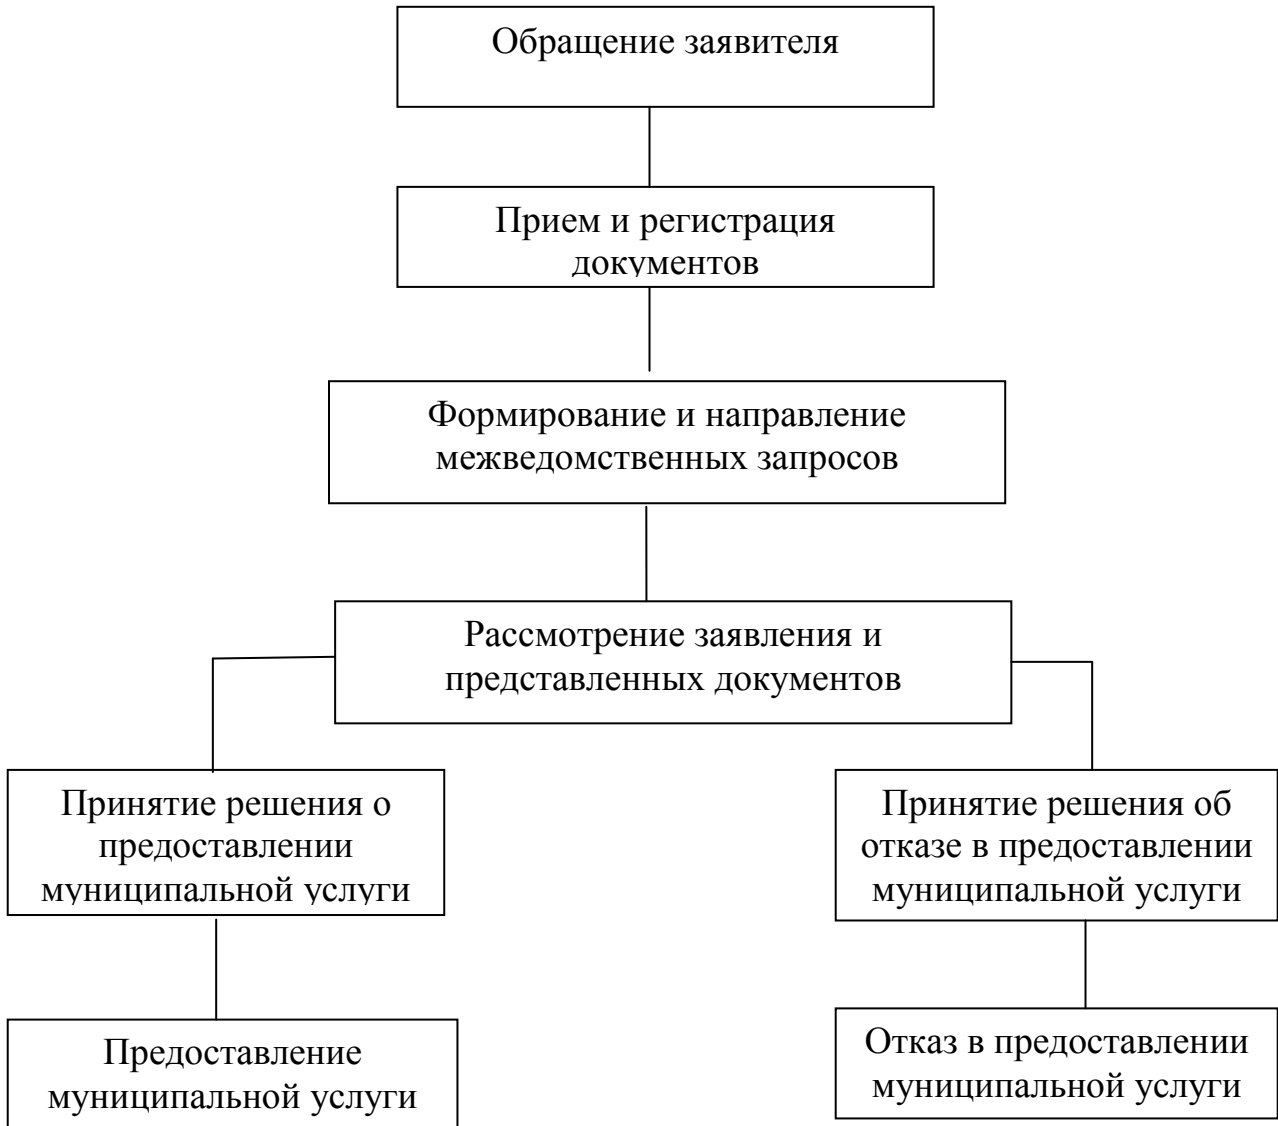 Обращение заявителя
Прием и регистрация
документов
Формирование и направление
межведомственных запросов
Рассмотрение заявления и
представленных документов
Принятие решения о
предоставлении
муниципальной услуги
Принятие решения об
отказе в предоставлении
муниципальной услуги
Предоставление
муниципальной услуги
Отказ в предоставлении
муниципальной услуги